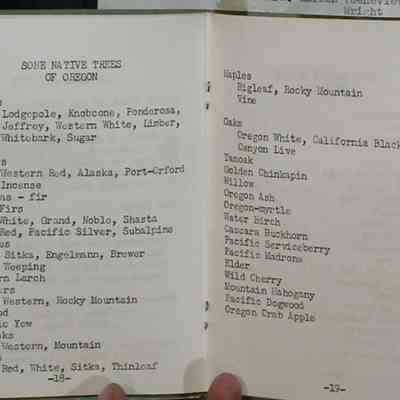 Wright
SOME NATIVE TREES
OF OREGON
Lodgepole, Knobcone, Ponderosa,
Jeffrey, Western White, Limber,
Whitebark, Sugar
Western Red, Alaska, Port-Orford
Incense
- fir
Firs
White, Grand, Noble, Shasta
Red, Pacific Silver, Subalpine
Sitka, Engelmann, Brewer
Weeping
Larch
Western, Rocky Mountain
Yew
Western, Mountain
Red, White, Sitka, Thinleaf
-18-
Maples
Bigleaf, Rocky Mountain
Vine
Oaks
Oregon White, California Black
Canyon Live
Tanoak
Golden Chinkapin
Willow
Oregon Ash
Oregon-myrtle
Water Birch
Cascara Buckhorn
Pacific Serviceberry
Pacific Madrona
Elder
Wild Cherry
Mountain Mahogany
Pacific Dogwood
Oregon Crab Apple
-19-